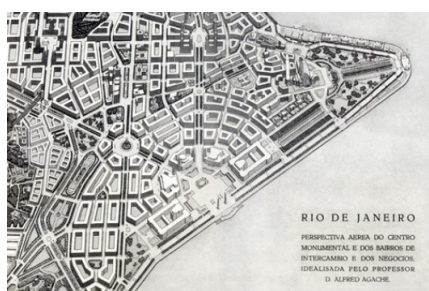 RIO DE JANEIRO
PERSPECTIVA AEREA DO CENTRO
MONUMENTAL E DOS BAIRROS DE
INTERCAMBIO E DOS NEGOCIOS,
IDEALISADA PELO PROFESSOR
D. ALFRED AGACHE.